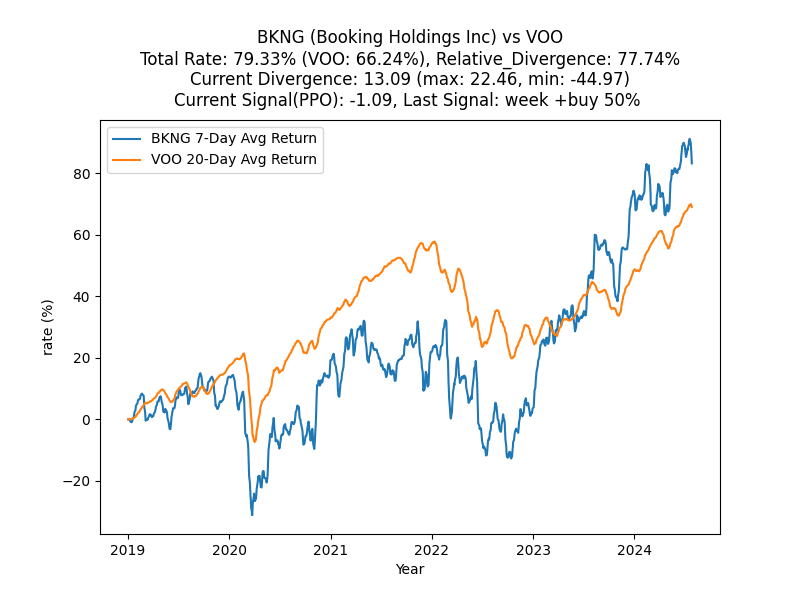 BKNG (Booking Holdings Inc) vs VOO
Total Rate: 79.33% (VOO: 66.24%), Relative_Divergence: 77.74%
Current Divergence: 13.09 (max: 22.46, min: -44.97)
Current Signal(PPO): -1.09, Last Signal: week +buy 50%
BKNG 7-Day Avg Return
VOO 20-Day Avg Return
rate (%)
80
60
40
20
0
−20
2019 2020 2021 2022 2023 2024
Year